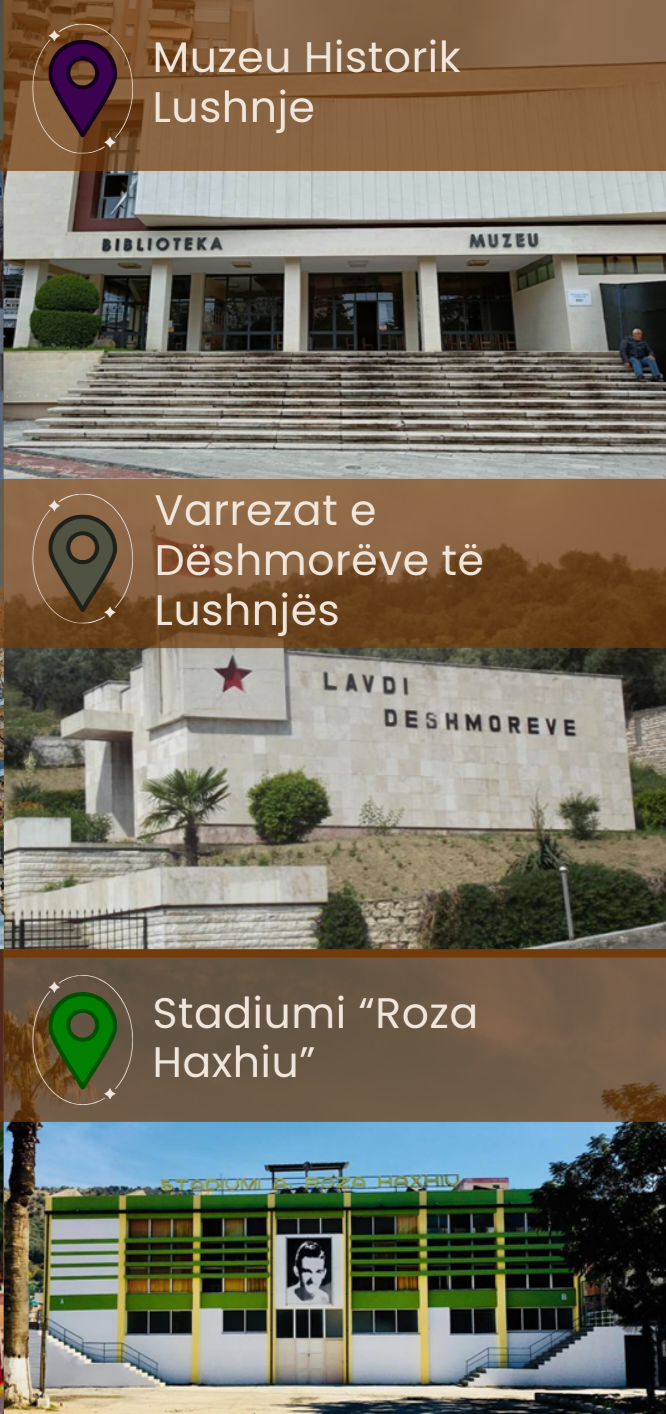 Muzeu Historik
Lushnje
BIBLIOTEKA
MUZEU
Varrezat e
Dëshmorëve të
Lushnjës
LAVDI
DESHMOREVE
Stadiumi “Roza
Haxhiu”
STADIUMI A. ROZA HAXHIU
A
B